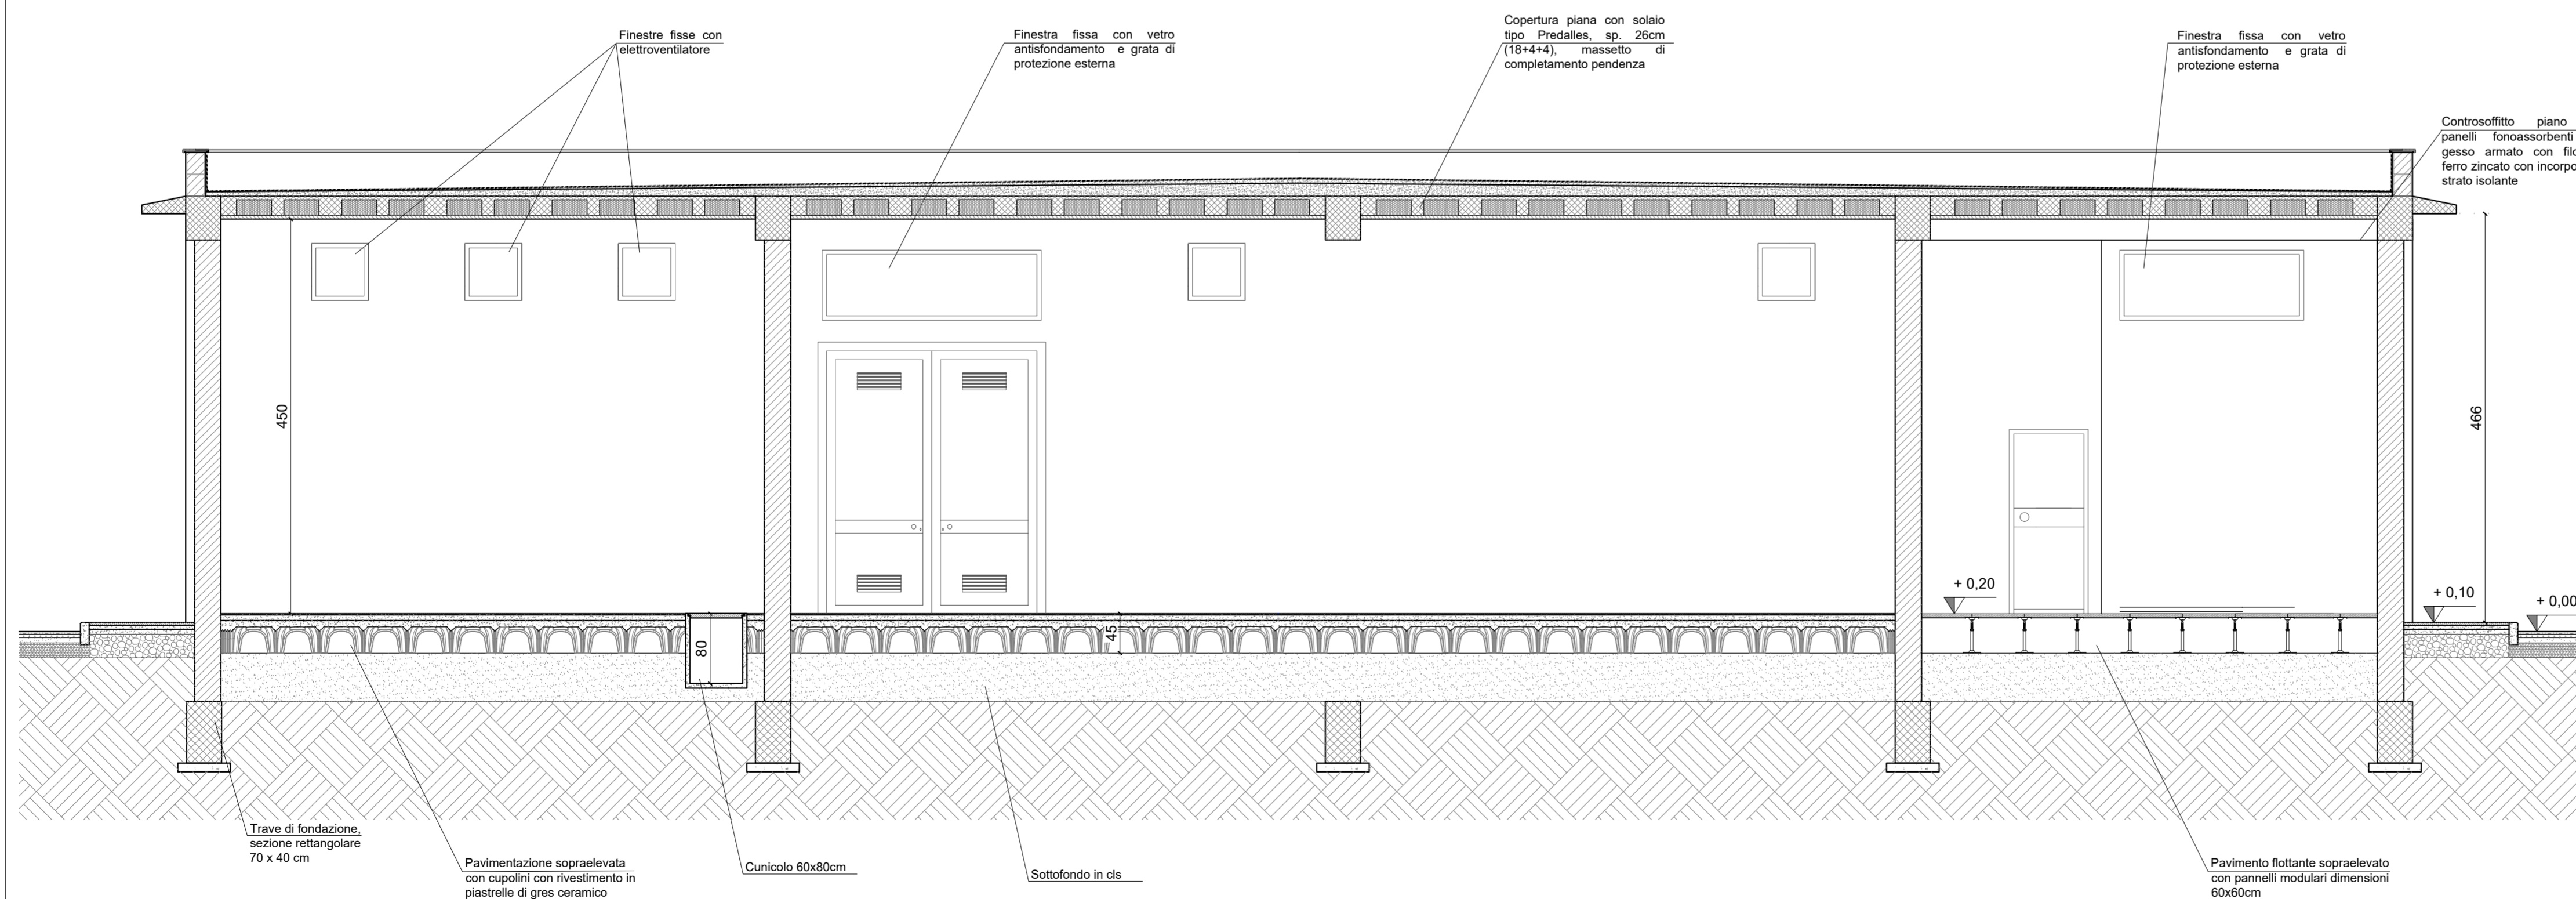 Finestre fisse con
elettroventilatore
Finestra fissa con vetro
antisfondamento e grata di
protezione esterna
Copertura piana con solaio
tipo Predalles, sp. 26cm
(18+4+4), massetto di
completamento pendenza
Finestra fissa con vetro
antisfondamento e grata di
protezione esterna
Controsoffitto piano
panelli fonoassorbenti
gesso armato con filo
ferro zincato con incorpo
strato isolante
450
466
+ 0,20
+ 0,10
+ 0,00
80
45
Trave di fondazione,
sezione rettangolare
70 x 40 cm
Pavimentazione sopraelevata
con cupolini con rivestimento in
piastrelle di gres ceramico
Cunicolo 60x80cm
Sottofondo in cls
Pavimento flottante sopraelevato
con pannelli modulari dimensioni
60x60cm